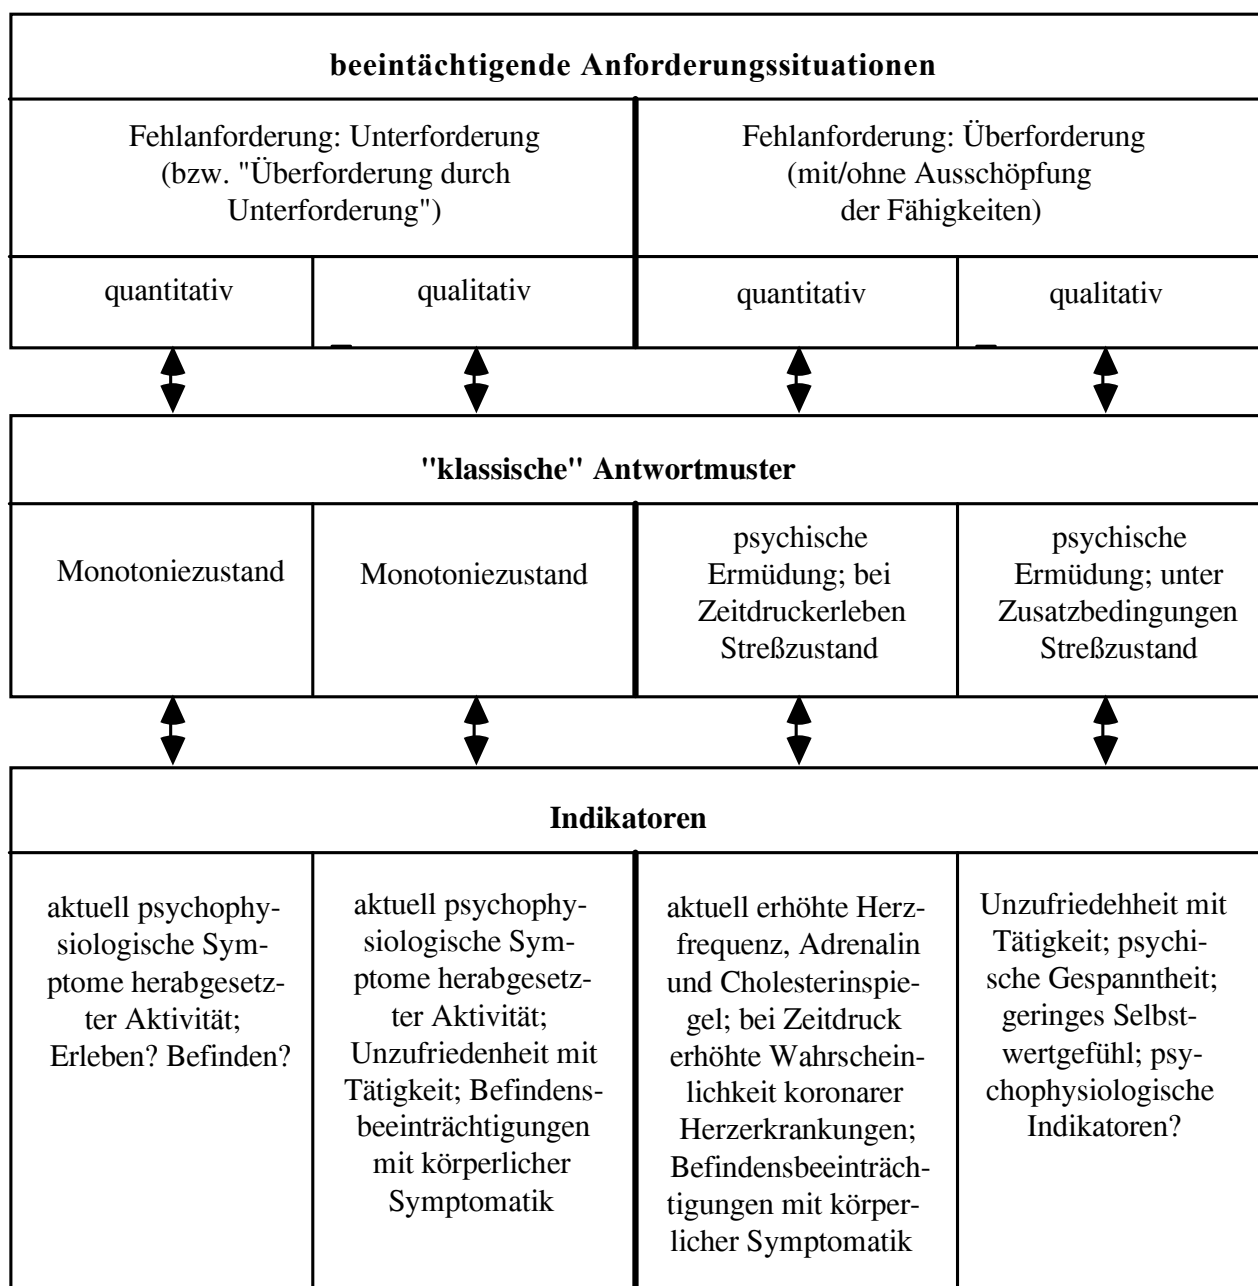 beeintächtigende Anforderungssituationen
Fehlanforderung: Unterforderung
(bzw. "Überforderung durch
Unterforderung")
Fehlanforderung: Überforderung
(mit/ohne Ausschöpfung
der Fähigkeiten)
quantitativ
qualitativ
quantitativ
qualitativ
"klassische" Antwortmuster
Monotoniezustand
Monotoniezustand
psychische
Ermüdung; bei
Zeitdruckerleben
Streßzustand
psychische
Ermüdung; unter
Zusatzbedingungen
Streßzustand
Indikatoren
aktuell psychophy-
siologische Sym-
ptome herabgesetz-
ter Aktivität;
Erleben? Befinden?
aktuell psychophy-
siologische Sym-
ptome herabgesetz-
ter Aktivität;
Unzufriedenheit mit
Tätigkeit; Befindens-
beeinträchtigungen
mit körperlicher
Symptomatik
aktuell erhöhte Herz-
frequenz, Adrenalin
und Cholesterinspie-
gel; bei Zeitdruck
erhöhte Wahrschein-
lichkeit koronarer
Herzerkrankungen;
Befindensbeeinträch-
tigungen mit körper-
licher Symptomatik
Unzufriedehheit mit
Tätigkeit; psychi-
sche Gespanntheit;
geringes Selbst-
wertgefühl; psy-
chophysiologische
Indikatoren?